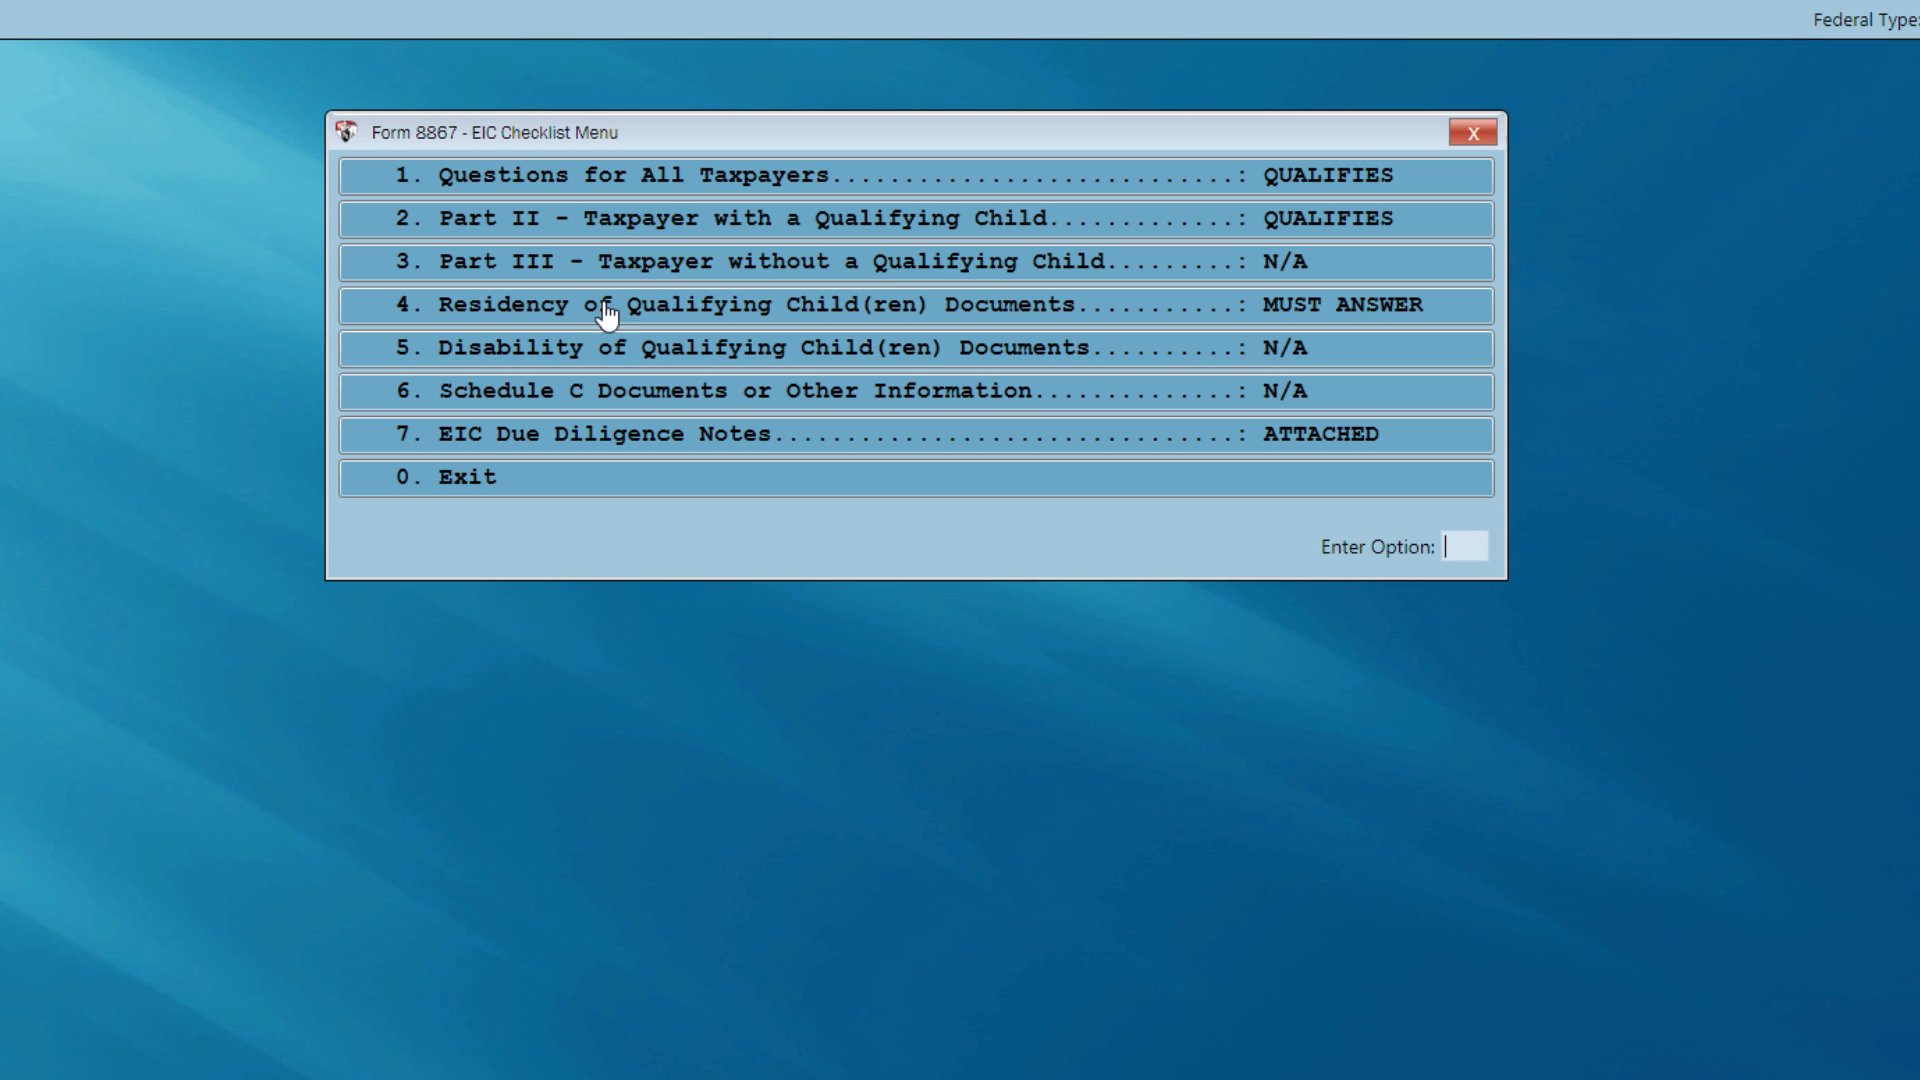 Federal Type:
Form 8867 - EIC Checklist Menu
X
1. Questions for All Taxpayers............................: QUALIFIES
2. Part II - Taxpayer with a Qualifying Child.............: QUALIFIES
3. Part III - Taxpayer without a Qualifying Child.........: N/A
4. Residency of Qualifying Child(ren) Documents...........: MUST ANSWER
5. Disability of Qualifying Child(ren) Documents..........: N/A
6. Schedule C Documents or Other Information..............: N/A
7. EIC Due Diligence Notes................................: ATTACHED
0. Exit
Enter Option: